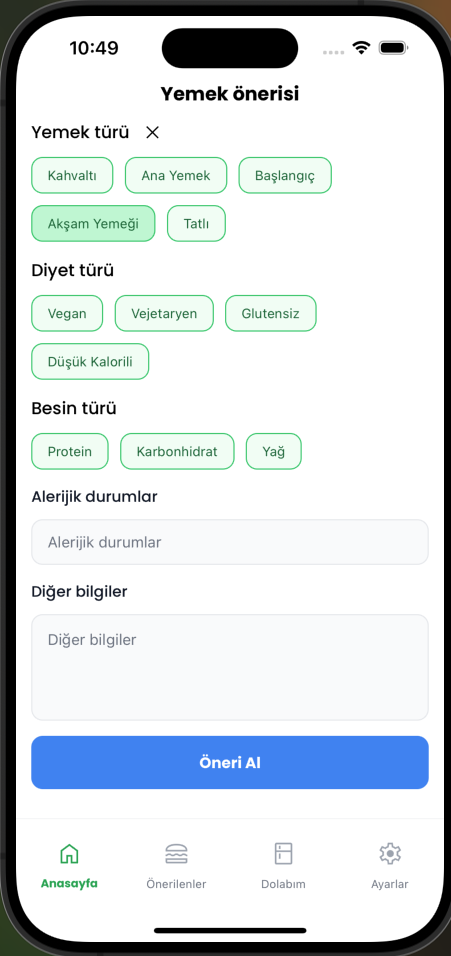 10:49
Yemek önerisi
Yemek türü
Kahvaltı Ana Yemek Başlangıç
Akşam Yemeği Tatlı
Diyet türü
Vegan Vejetaryen Glutensiz
Düşük Kalorili
Besin türü
Protein Karbonhidrat Yağ
Alerijik durumlar
Alerijik durumlar
Diğer bilgiler
Diğer bilgiler
Öneri Al
Anasayfa Önerilenler Dolabım Ayarlar